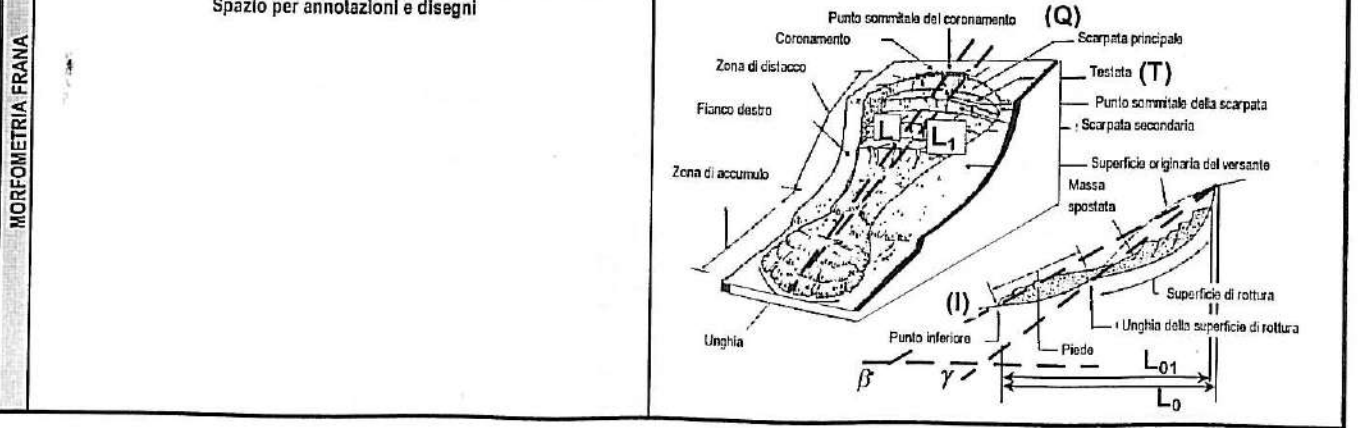 MORFOMETRIA FRANA
Spazio per annotazioni e disegni
Punto sommitale del coronamento (Q)
Coronamento
Scarpata principale
Zona di distacco
Testata (T)
Fianco destro
Punto sommitale della scarpata
Scarpata secondaria
L
L1
Zona di accumulo
Superficie originaria del versante
Massa
spostata
(I)
Superficie di rottura
Unghia della superficie di rottura
Unghia
Punto inferiore
Piede
β
γ
L01
L0